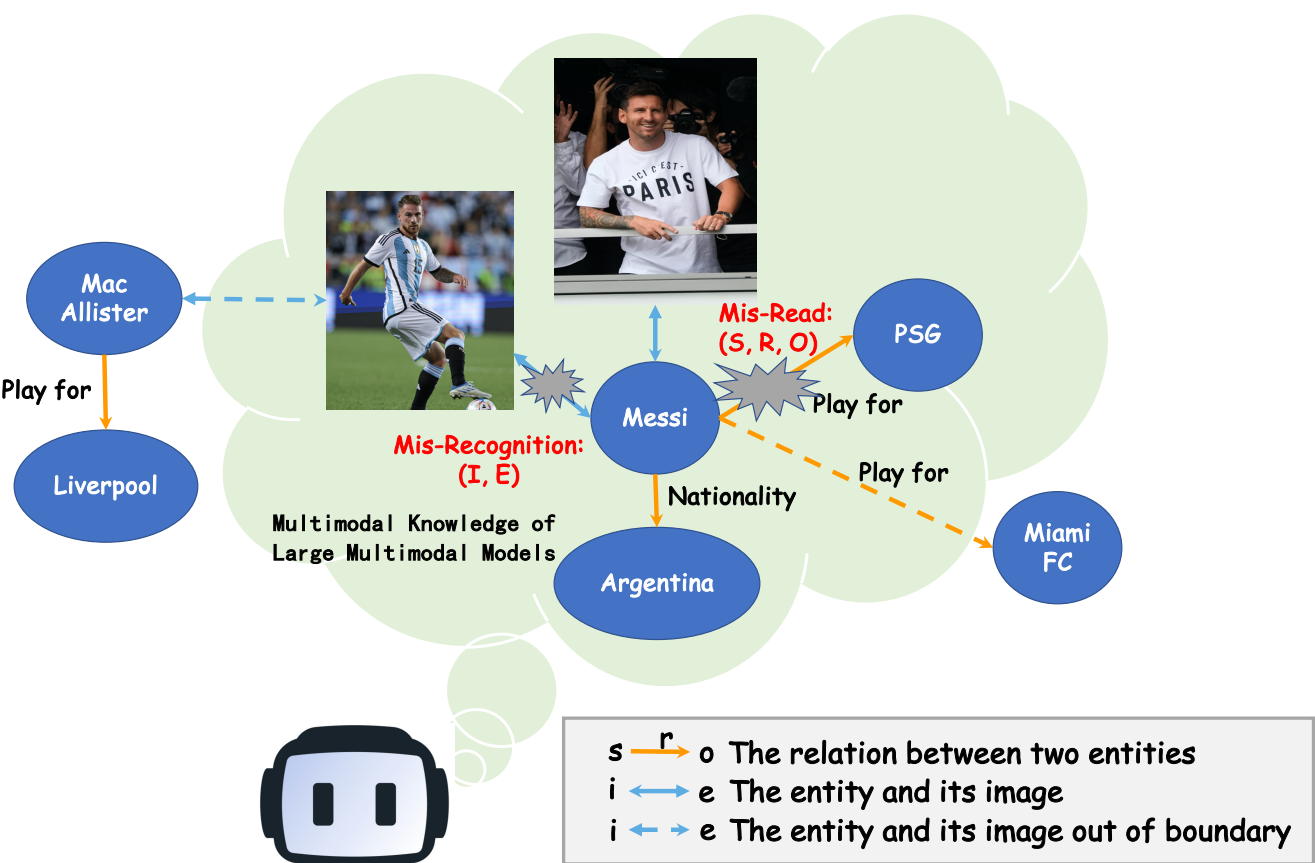 -ICI C'EST-
PARIS
Mac
Allister
Play for
Liverpool
Mis-Read:
(S, R, O)
PSG
Play for
Messi
Mis-Recognition:
(I, E)
Play for
Nationality
Miami
FC
Multimodal Knowledge of
Large Multimodal Models
Argentina
s r o The relation between two entities
i e The entity and its image
i e The entity and its image out of boundary